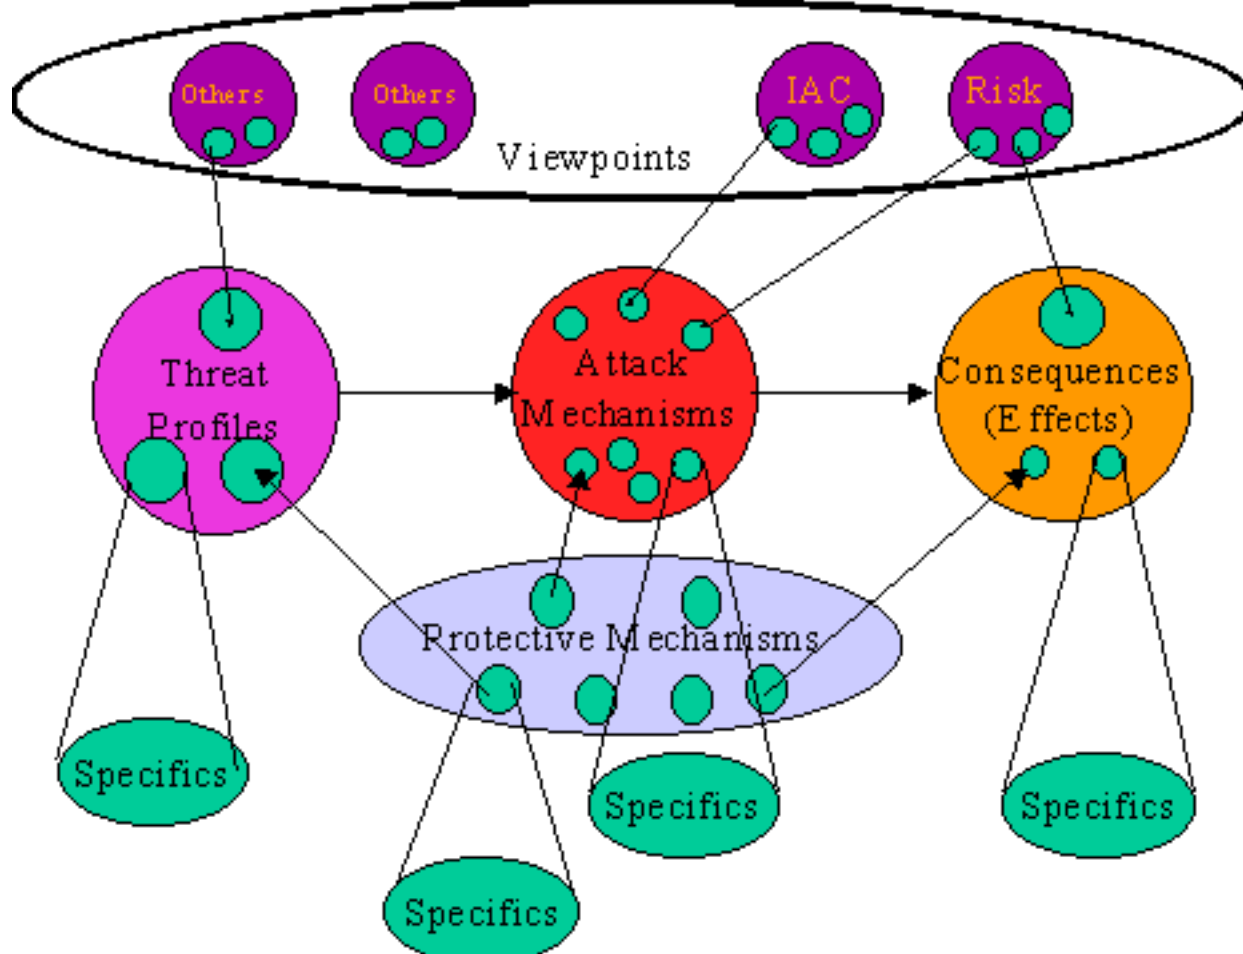 Others
Others
IAC
Risk
Viewpoints
Threat
Profiles
Attack
Mechanisms
Consequences
(Effects)
Protective Mechanisms
Specifics
Specifics
Specifics
Specifics